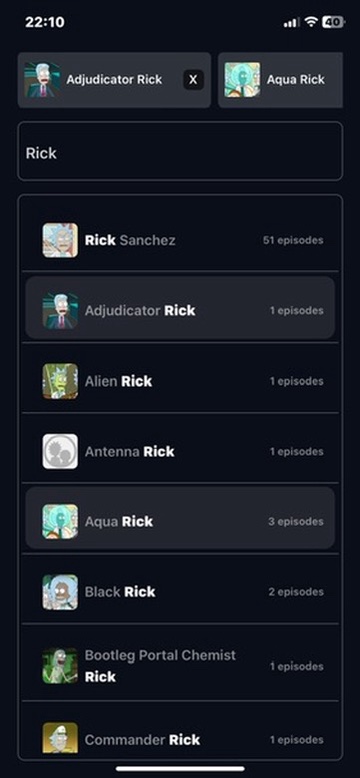 22:10
40
Adjudicator Rick X Aqua Rick
Rick
Rick Sanchez 51 episodes
Adjudicator Rick 1 episodes
Alien Rick 1 episodes
Antenna Rick 1 episodes
Aqua Rick 3 episodes
Black Rick 2 episodes
Bootleg Portal Chemist
Rick 1 episodes
Commander Rick 1 episodes